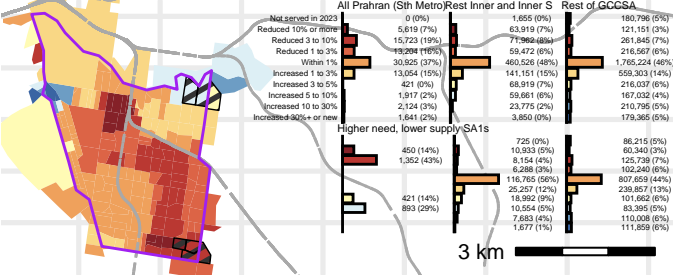 All Prahran (Sth Metro) Rest Inner and Inner S Rest of GCCSA
Not served in 2023 0 (0%) 1,655 (0%) 180,796 (5%)
Reduced 10% or more 5,619 (7%) 63,919 (7%) 121,151 (3%)
Reduced 3 to 10% 15,723 (19%) 71,962 (8%) 261,845 (7%)
Reduced 1 to 3% 13,204 (16%) 59,472 (6%) 216,567 (6%)
Within 1% 30,925 (37%) 460,526 (48%) 1,765,224 (46%)
Increased 1 to 3% 13,054 (15%) 141,151 (15%) 559,303 (14%)
Increased 3 to 5% 421 (0%) 68,919 (7%) 216,037 (6%)
Increased 5 to 10% 1,917 (2%) 59,661 (6%) 167,032 (4%)
Increased 10 to 30% 2,124 (3%) 23,775 (2%) 210,795 (5%)
Increased 30%+ or new 1,641 (2%) 3,850 (0%) 179,365 (5%)
Higher need, lower supply SA1s
725 (0%) 86,215 (5%)
450 (14%) 10,933 (5%) 60,340 (3%)
1,352 (43%) 8,154 (4%) 125,739 (7%)
6,288 (3%) 102,240 (6%)
116,765 (56%) 807,659 (44%)
25,257 (12%) 239,857 (13%)
421 (14%) 18,992 (9%) 101,662 (6%)
893 (29%) 10,554 (5%) 83,395 (5%)
7,683 (4%) 110,008 (6%)
1,677 (1%) 111,859 (6%)
3 km